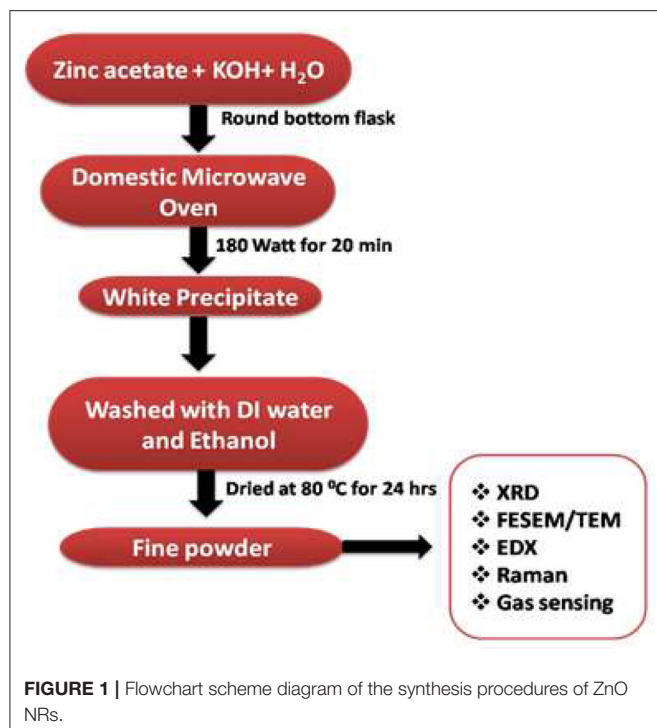 Zinc acetate + KOH+ H₂O
Round bottom flask
Domestic Microwave
Oven
180 Watt for 20 min
White Precipitate
Washed with DI water
and Ethanol
Dried at 80 ⁰C for 24 hrs
Fine powder
❖ XRD
❖ FESEM/TEM
❖ EDX
❖ Raman
❖ Gas sensing
FIGURE 1 | Flowchart scheme diagram of the synthesis procedures of ZnO
NRs.